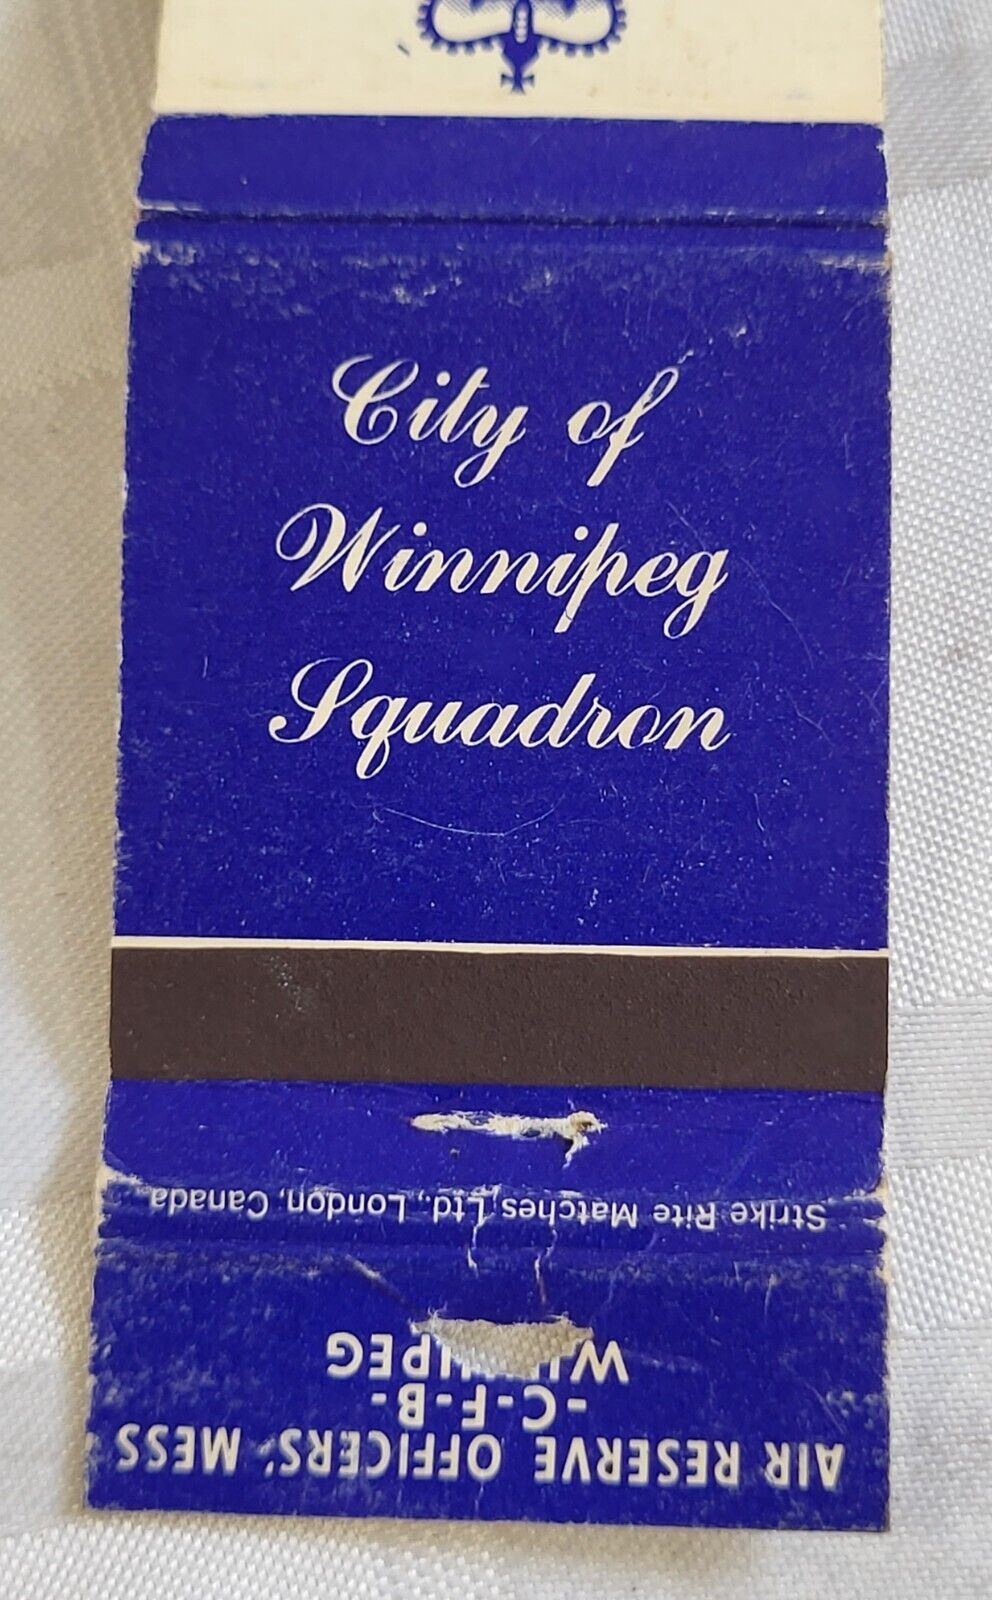 City of
Winnipeg
Squadron
Strike Rite Matches, Ltd., London, Canada
AIR RESERVE OFFICERS' MESS
-C-F-B-